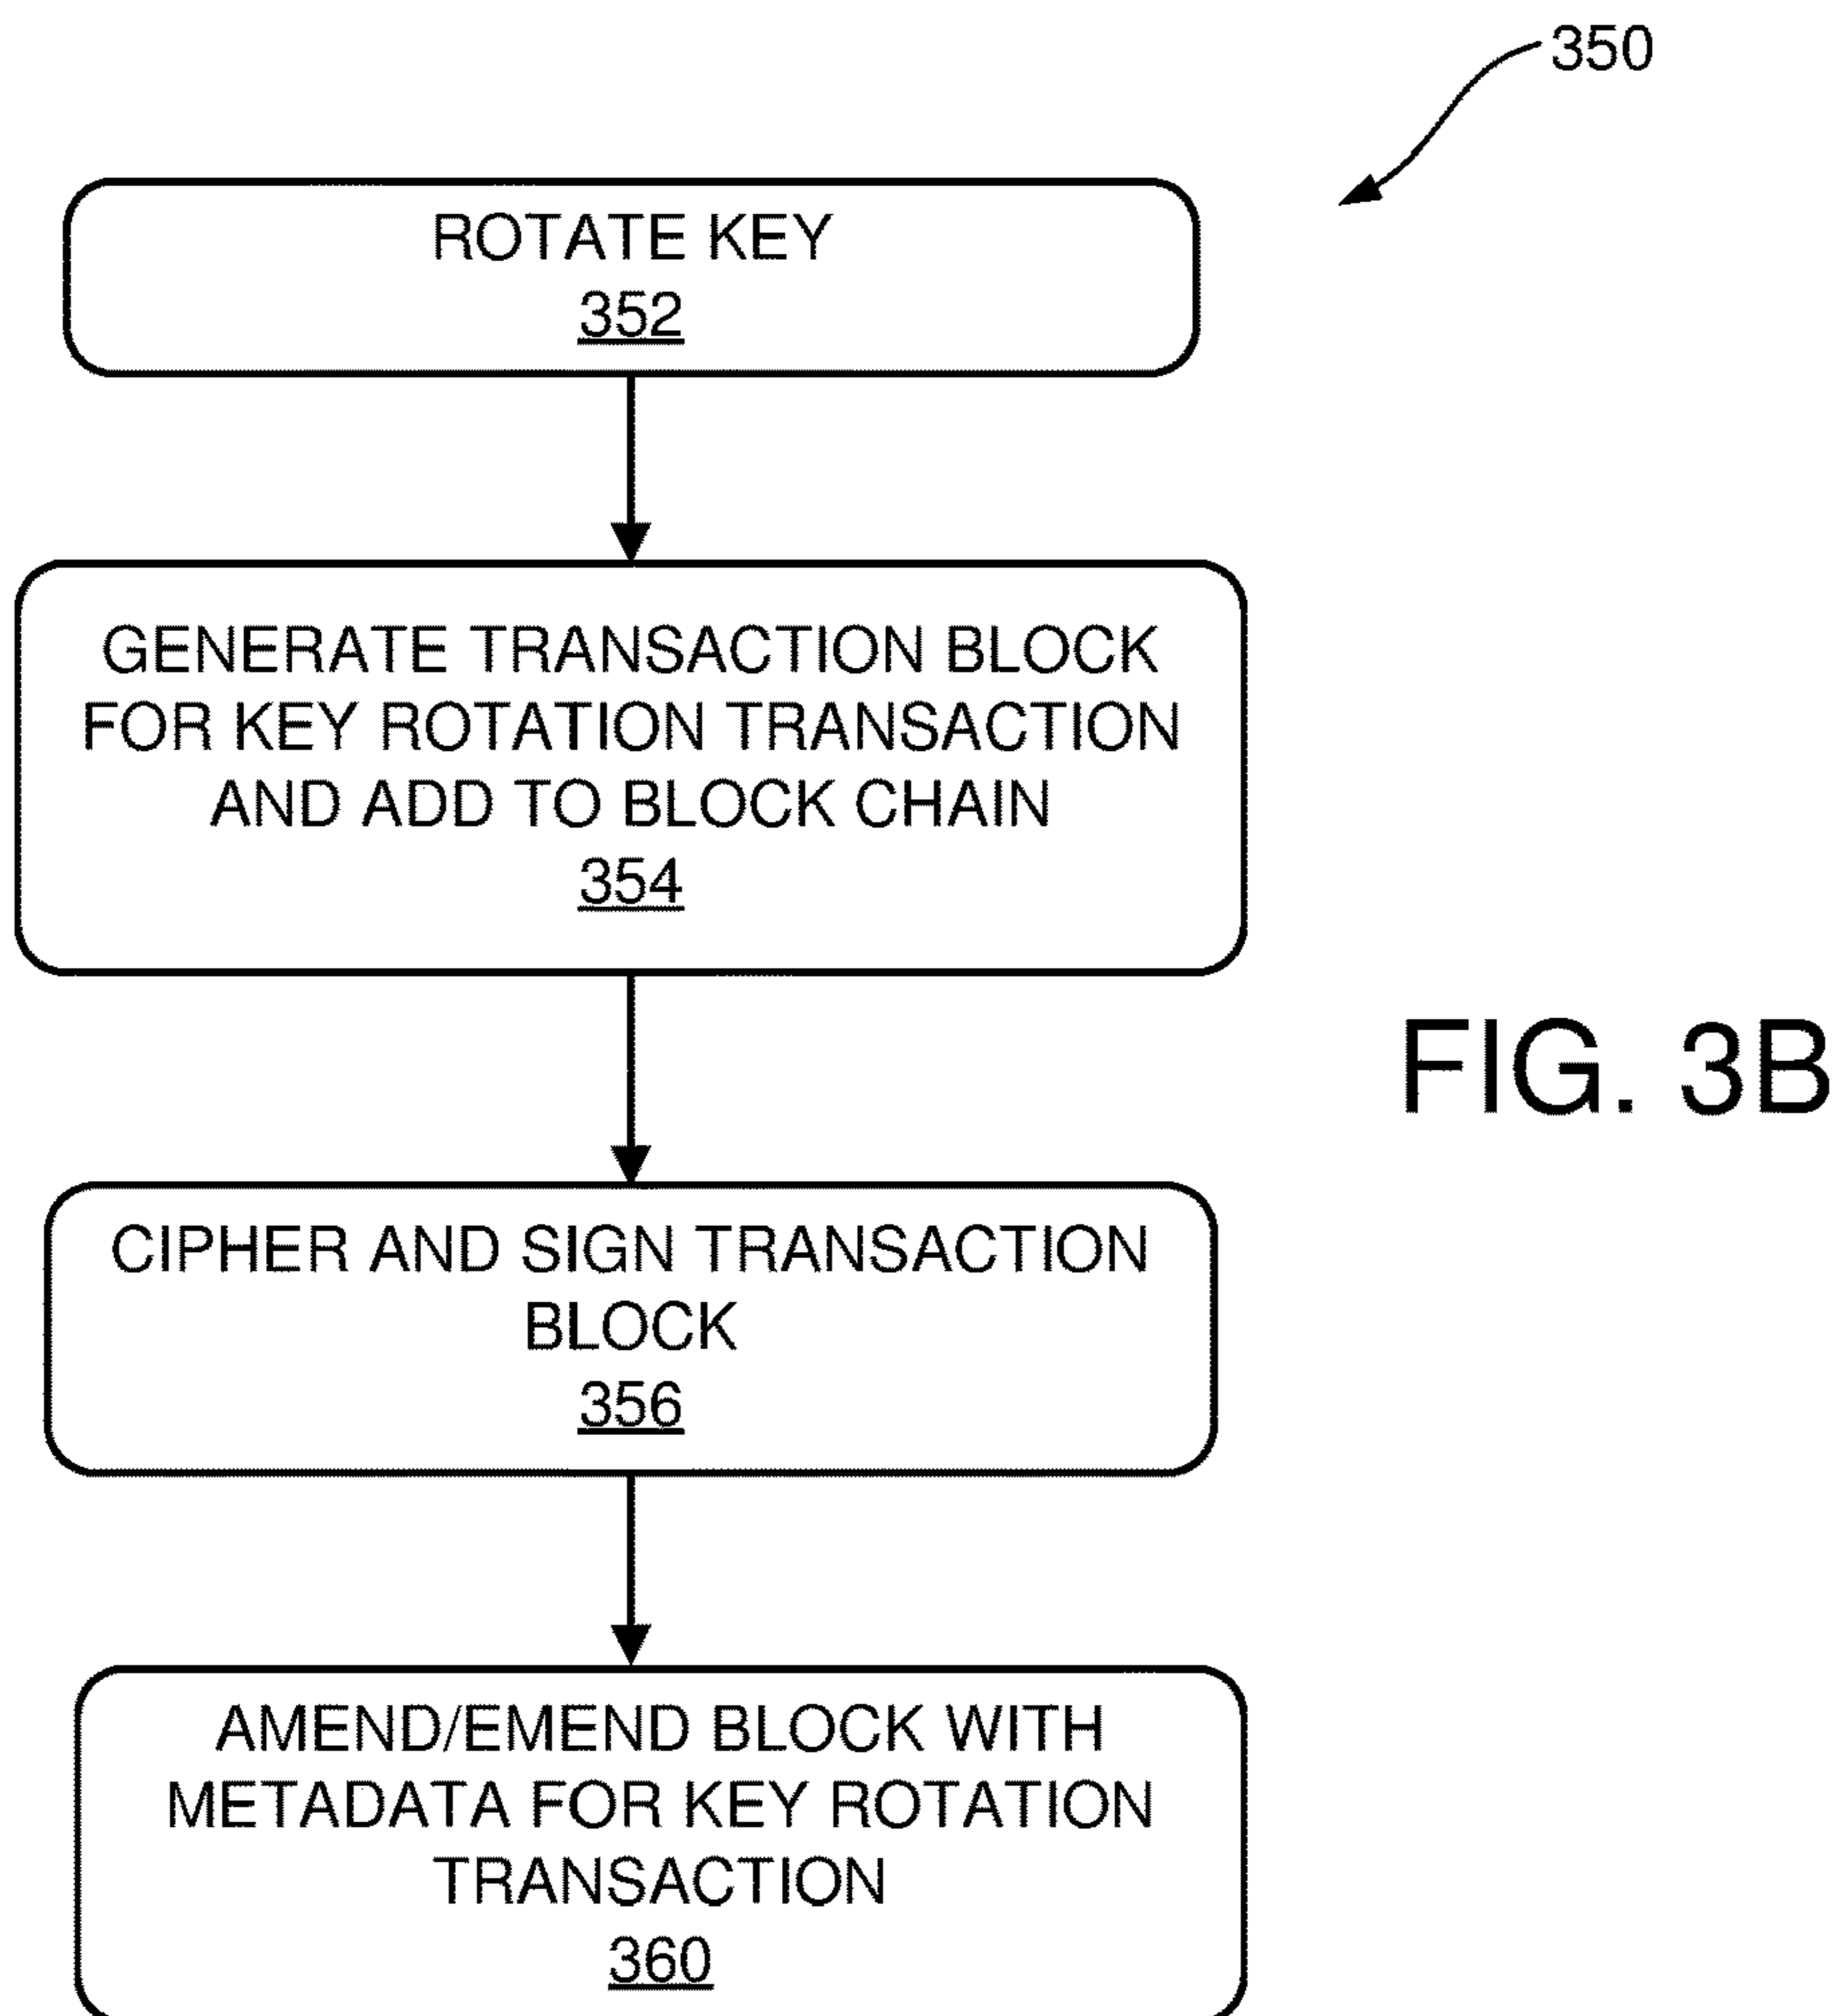 350
ROTATE KEY
352
GENERATE TRANSACTION BLOCK
FOR KEY ROTATION TRANSACTION
AND ADD TO BLOCK CHAIN
354
FIG. 3B
CIPHER AND SIGN TRANSACTION
BLOCK
356
AMEND/EMEND BLOCK WITH
METADATA FOR KEY ROTATION
TRANSACTION
360